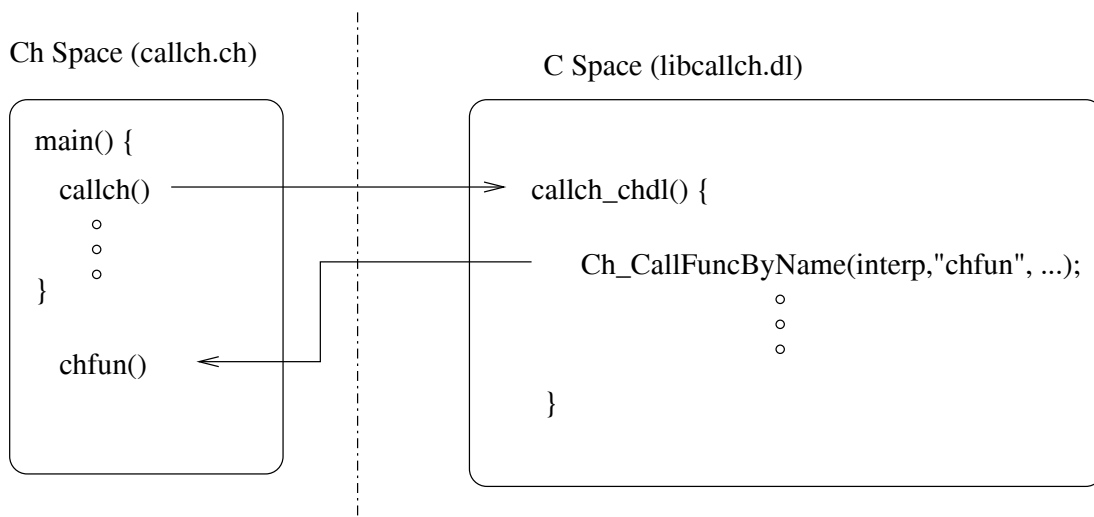 Ch Space (callch.ch)
main() {
callch()
}
chfun()
C Space (libcallch.dl)
callch_chdl() {
Ch_CallFuncByName(interp,"chfun", ...);
}